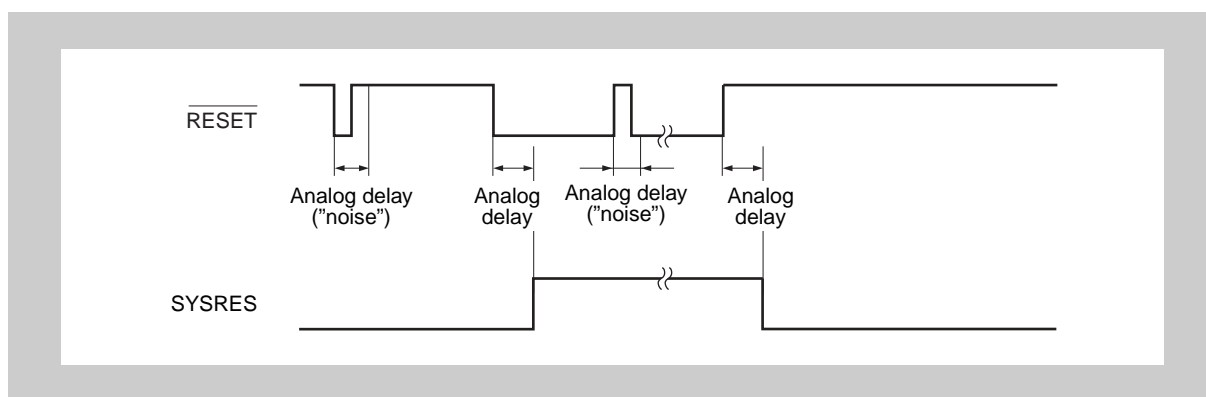 RESET
Analog delay
(”noise”)
Analog
delay
Analog delay
(”noise”)
Analog
delay
SYSRES